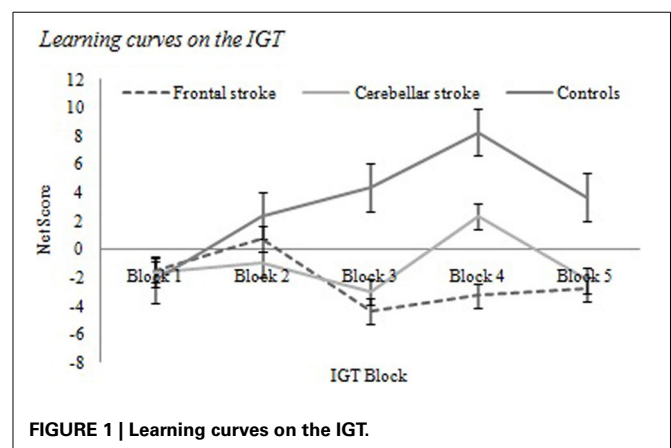 Learning curves on the IGT
12
Frontal stroke Cerebellar stroke Controls
10
8
6
4
2
0
-2
-4
-6
-8
NetScore
Block 1 Block 2 Block 3 Block 4 Block 5
IGT Block
FIGURE 1 | Learning curves on the IGT.